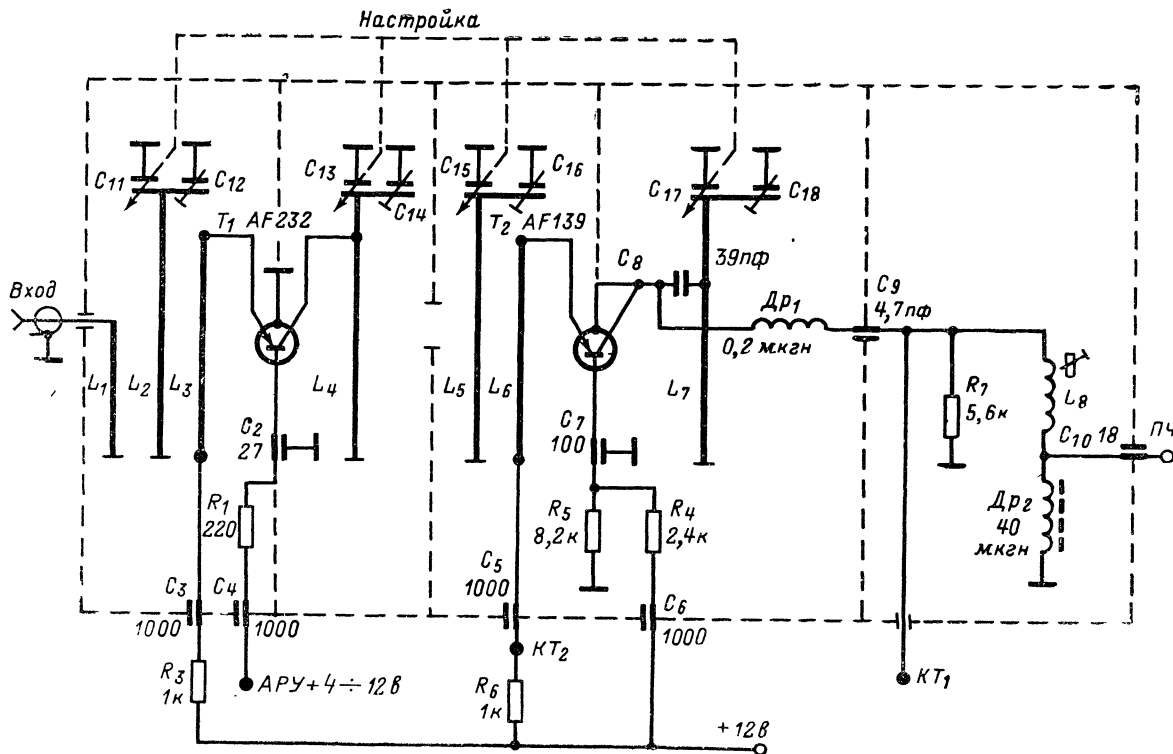 Настройка
C11
C12
C13
C14
C15
C16
C17
C18
T1 AF232
T2 AF139
C8
39пф
Вход
Др1
0,2 мкгн
C9
4,7пф
L1
L2
L3
L4
L5
L6
L7
R7
5,6к
L8
C2
27
C7
100
C10 18
ПЧ
R1
220
R5
8,2к
R4
2,4к
Др2
40
мкгн
C3
1000
C4
1000
C5
1000
C6
1000
КТ2
КТ1
R3
1к
АРУ+4÷12в
R6
1к
+12в